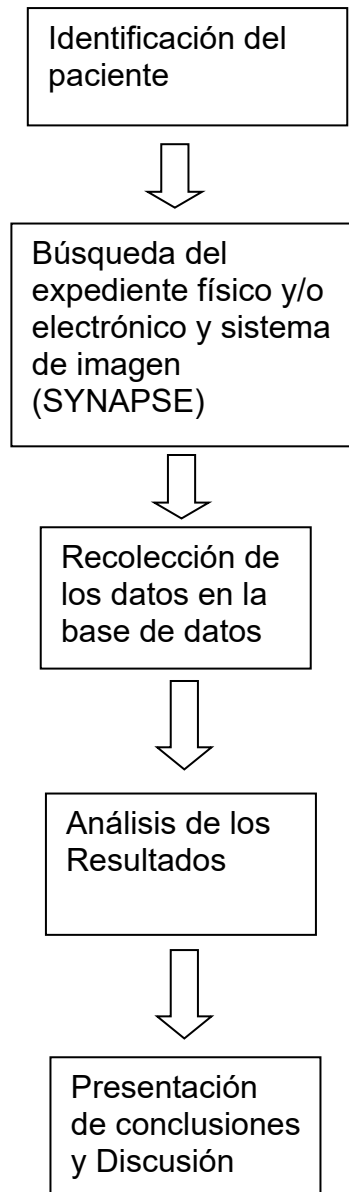 Identificación del
paciente
Búsqueda del
expediente físico y/o
electrónico y sistema
de imagen
(SYNAPSE)
Recolección de
los datos en la
base de datos
Análisis de los
Resultados
Presentación
de conclusiones
y Discusión